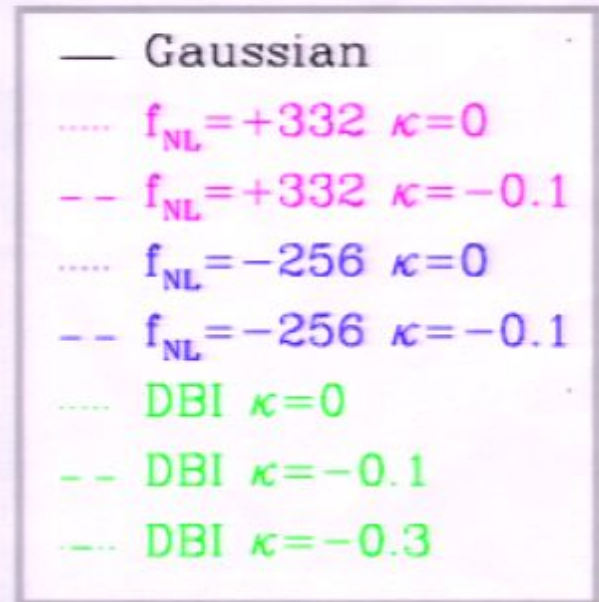 Gaussian
f_NL=+332 κ=0
f_NL=+332 κ=-0.1
f_NL=-256 κ=0
f_NL=-256 κ=-0.1
DBI κ=0
DBI κ=-0.1
DBI κ=-0.3